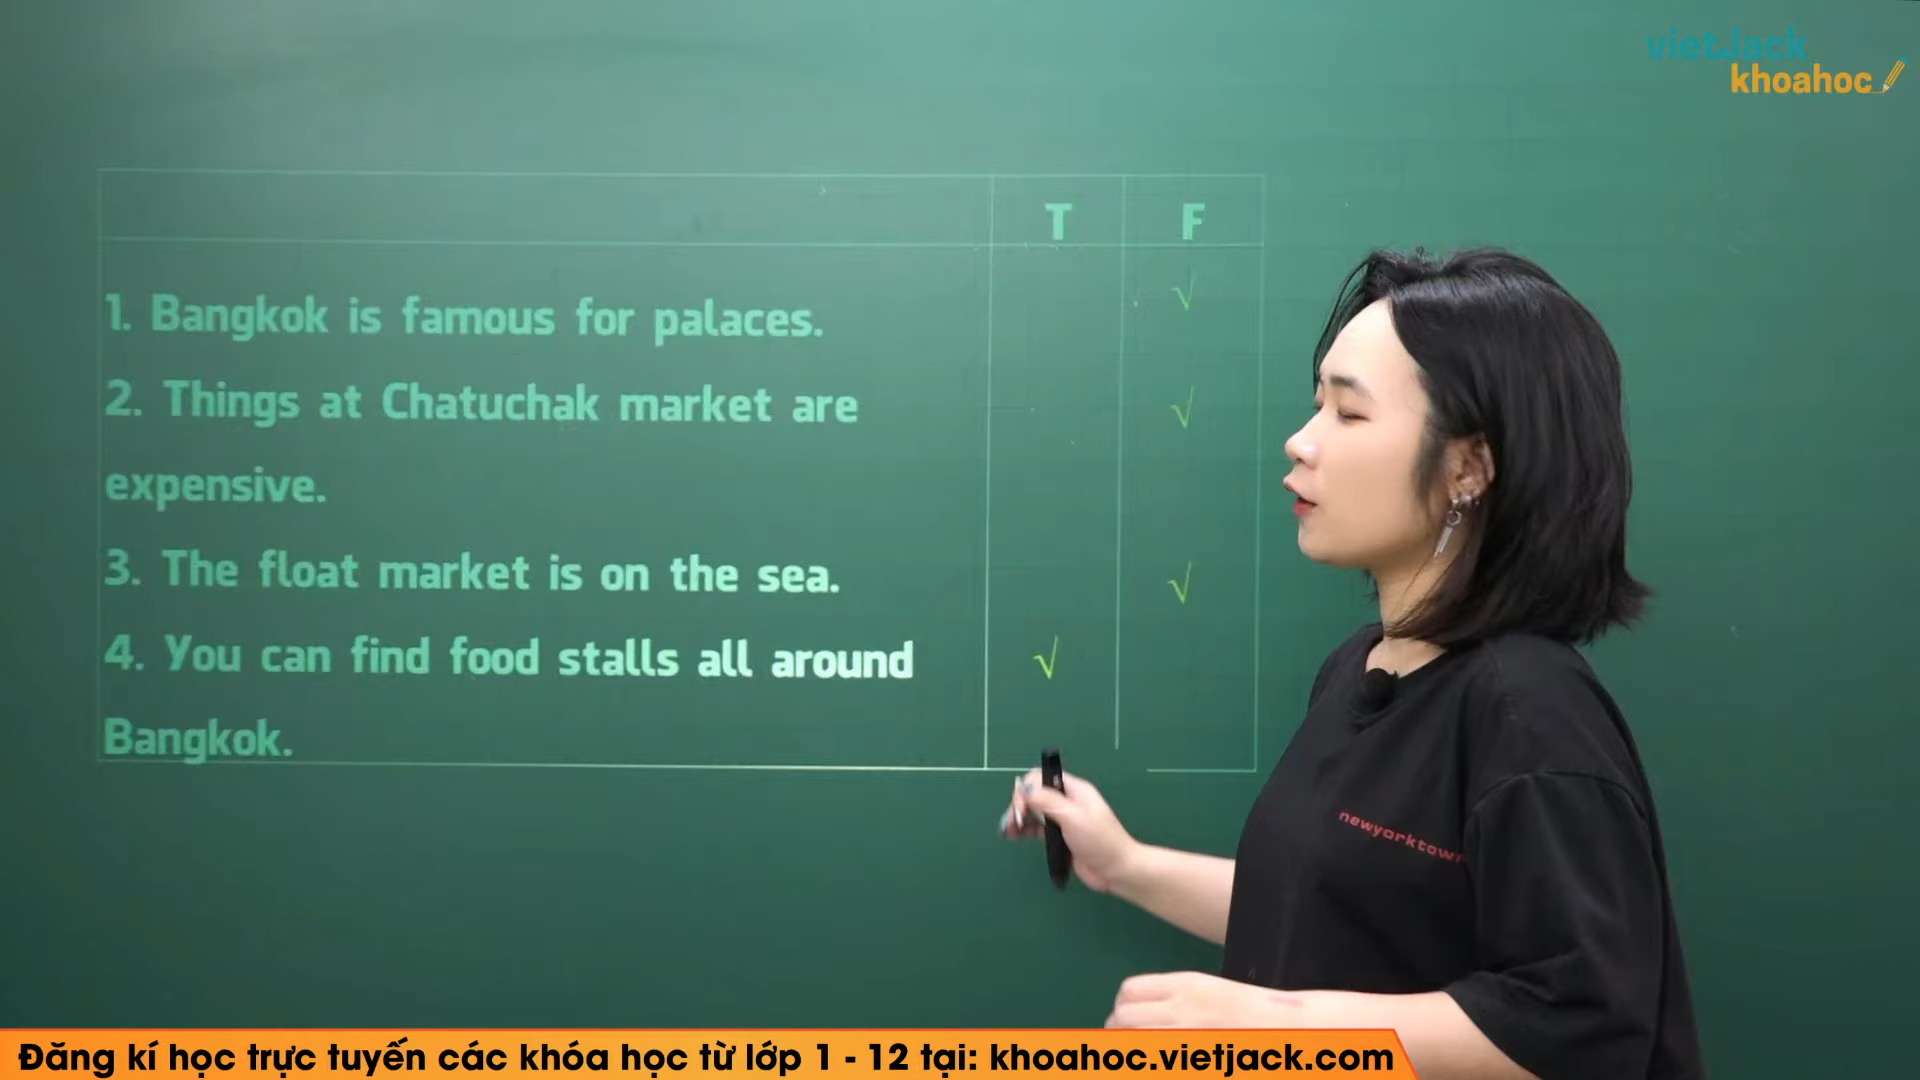 vietJack
khoahoc
T F
1. Bangkok is famous for palaces. √
2. Things at Chatuchak market are √
expensive.
3. The float market is on the sea. √
4. You can find food stalls all around √
Bangkok.
newyorktown
Đăng kí học trực tuyến các khóa học từ lớp 1 - 12 tại: khoahoc.vietjack.com